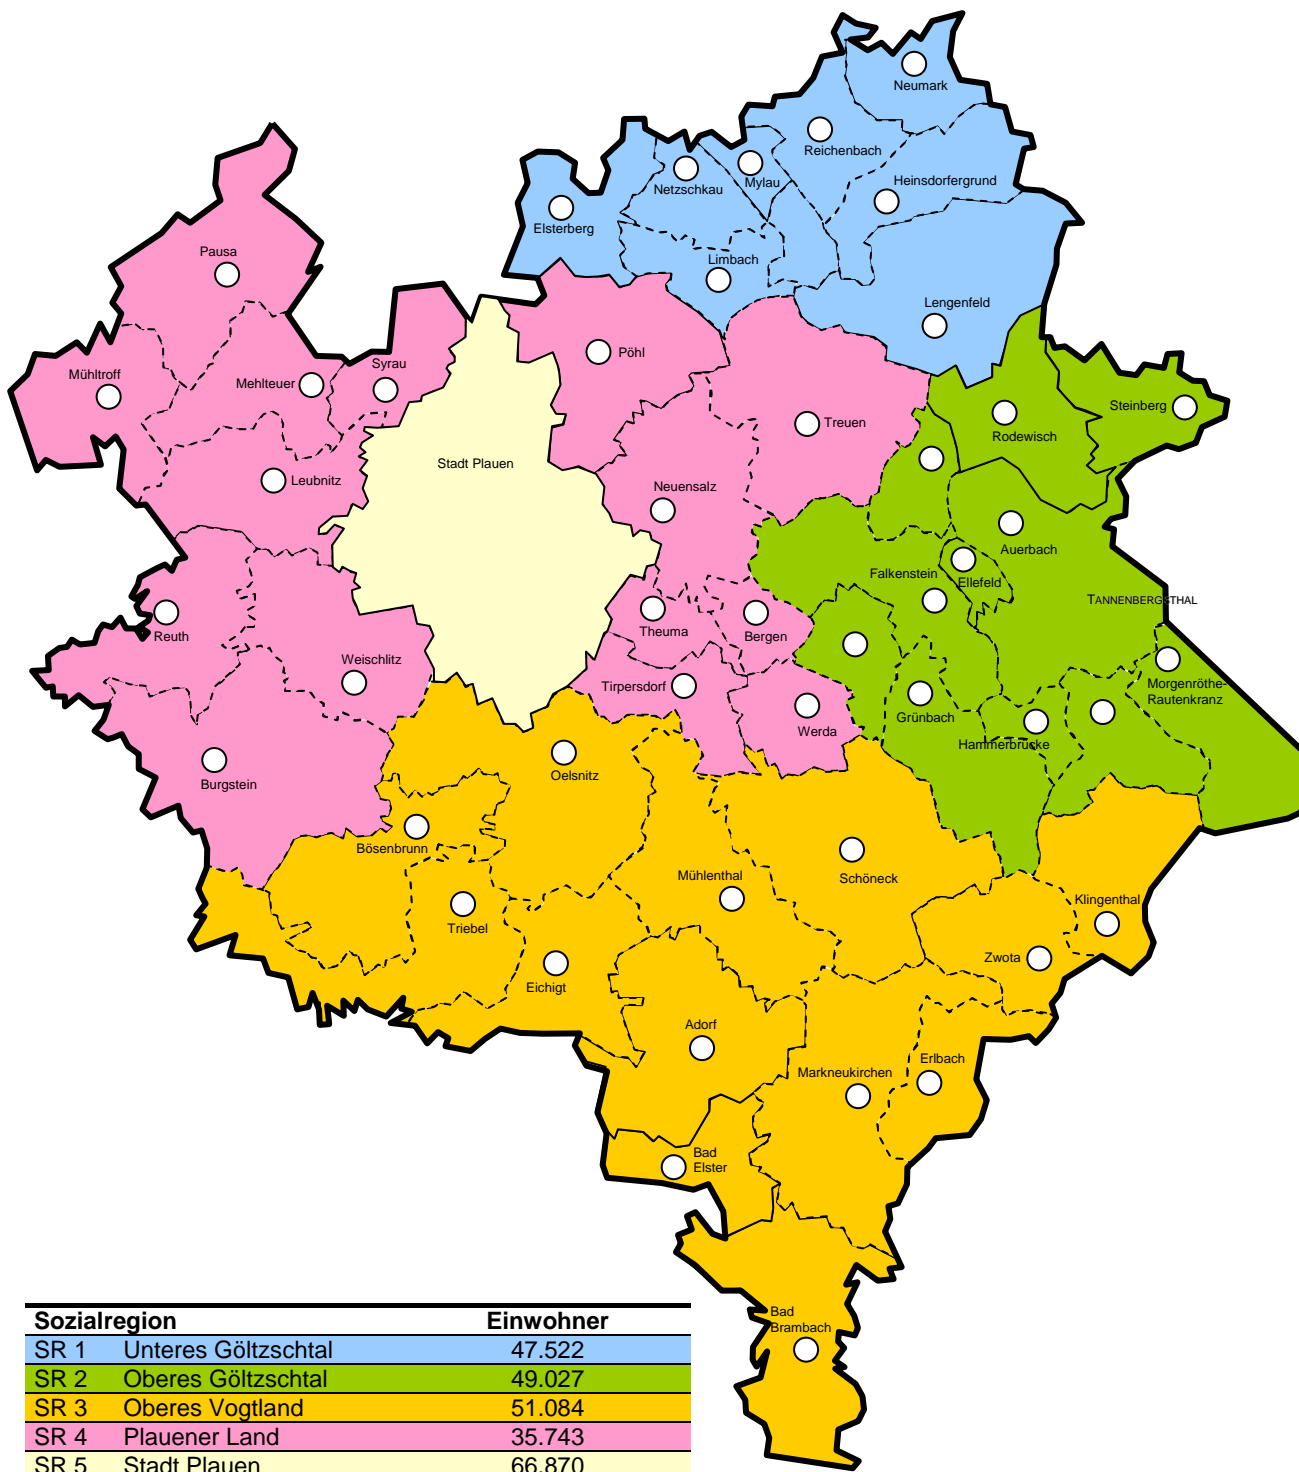 Neumark
Reichenbach
Mylau
Netzschkau
Heinsdorfergrund
Elsterberg
Limbach
Pausa
Lengenfeld
Pöhl
Syrau
Mühltroff
Mehlteuer
Steinberg
Treuen
Rodewisch
Stadt Plauen
Leubnitz
Neuensalz
Auerbach
Falkenstein
Ellefeld
TANNENBERGSTHAL
Reuth
Theuma
Bergen
Weischlitz
Tirpersdorf
Morgenröthe-
Rautenkranz
Grünbach
Werda
Hammerbrücke
Oelsnitz
Burgstein
Bösenbrunn
Mühlenthal
Schöneck
Klingenthal
Triebel
Zwota
Eichigt
Adorf
Erlbach
Markneukirchen
Bad
Elster
Bad
Brambach
Sozialregion Einwohner
SR 1 Unteres Göltzschtal 47.522
SR 2 Oberes Göltzschtal 49.027
SR 3 Oberes Vogtland 51.084
SR 4 Plauener Land 35.743
SR 5 Stadt Plauen 66.870